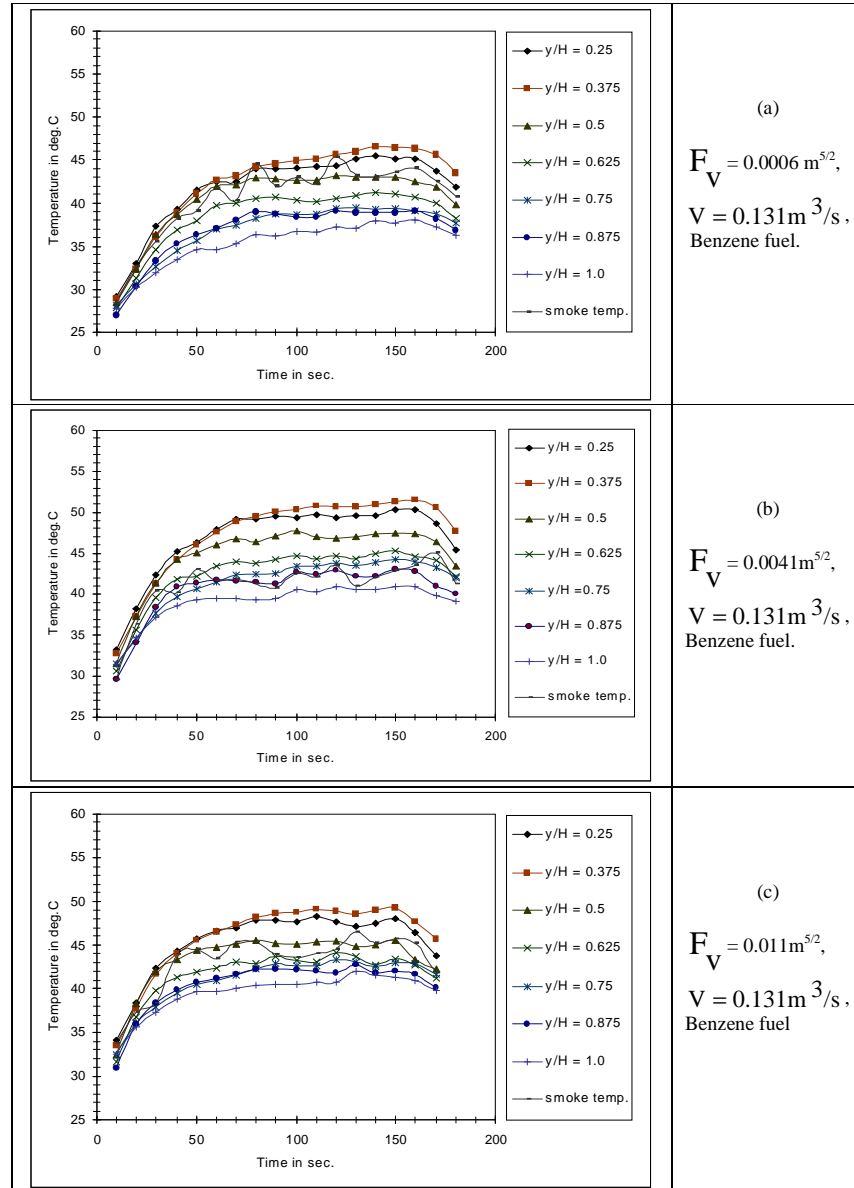 60
55
50
45
40
35
30
25
Temperature in deg.C
0 50 100 150 200
Time in sec.
y/H = 0.25
y/H = 0.375
y/H = 0.5
y/H = 0.625
y/H = 0.75
y/H = 0.875
y/H = 1.0
smoke temp.
(a)
F_V = 0.0006 m^5/2,
V = 0.131m^3/s ,
Benzene fuel.
60
55
50
45
40
35
30
25
Temperature in deg.C
0 50 100 150 200
Time in sec.
y/H = 0.25
y/H = 0.375
y/H = 0.5
y/H = 0.625
y/H =0.75
y/H = 0.875
y/H = 1.0
smoke temp.
(b)
F_V = 0.0041m^5/2,
V = 0.131m^3/s ,
Benzene fuel.
60
55
50
45
40
35
30
25
Temperature in deg.C
0 50 100 150 200
Time in sec.
y/H = 0.25
y/H = 0.375
y/H = 0.5
y/H = 0.625
y/H = 0.75
y/H = 0.875
y/H = 1.0
smoke temp.
(c)
F_V = 0.011m^5/2,
V = 0.131m^3/s ,
Benzene fuel